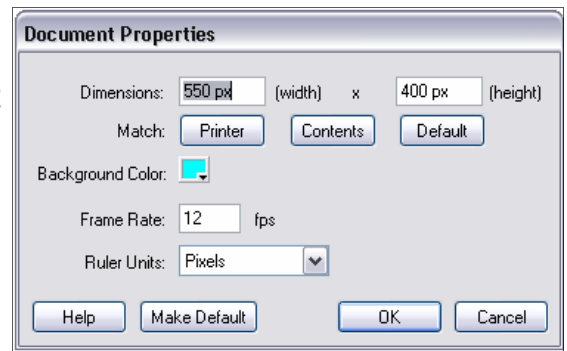 Document Properties
Dimensions: 550 px (width) x 400 px (height)
Match: Printer Contents Default
Background Color:
Frame Rate: 12 fps
Ruler Units: Pixels
Help Make Default OK Cancel